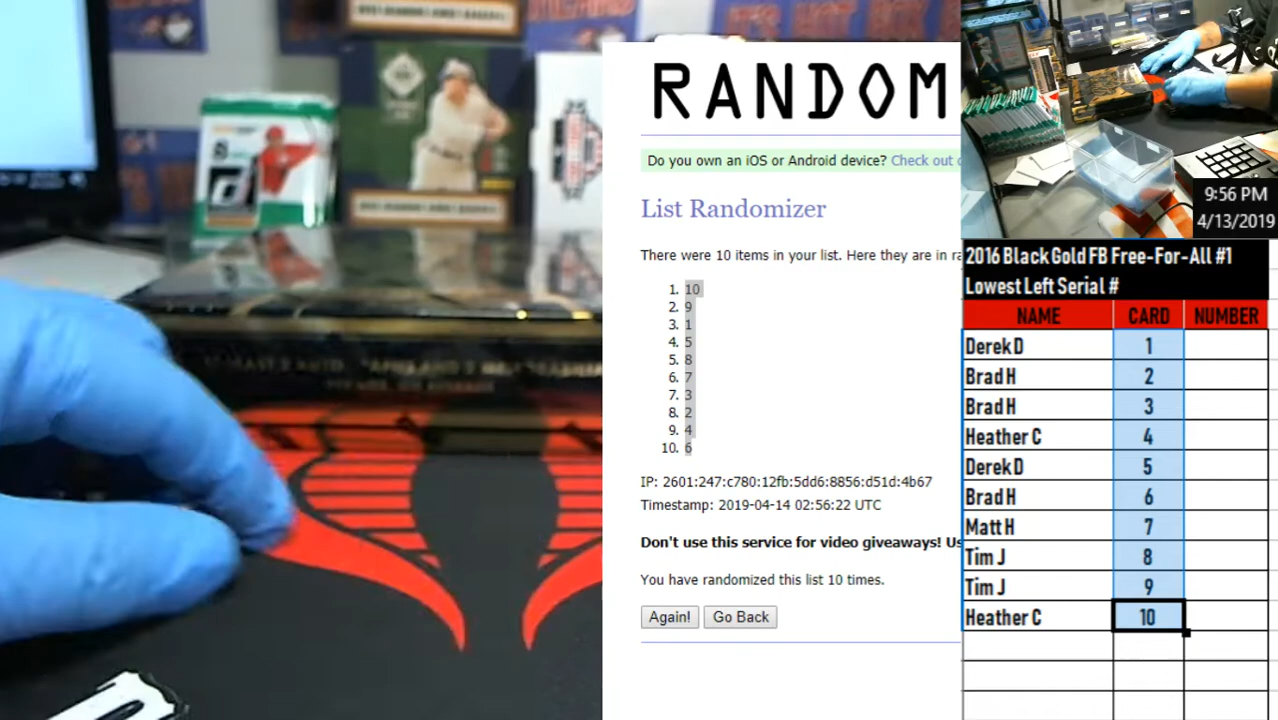 RANDOM
Do you own an iOS or Android device? Check out
List Randomizer
There were 10 items in your list. Here they are in
1. 10
2. 9
3. 1
4. 5
5. 8
6. 7
7. 3
8. 2
9. 4
10. 6
IP: 2601:247:c780:12fb:5dd6:8856:d51d:4b67
Timestamp: 2019-04-14 02:56:22 UTC
Don't use this service for video giveaways!
You have randomized this list 10 times.
Again! Go Back
9:56 PM
4/13/2019
2016 Black Gold FB Free-For-All #1
Lowest Left Serial #
NAME CARD NUMBER
Derek D 1
Brad H 2
Brad H 3
Heather C 4
Derek D 5
Brad H 6
Matt H 7
Tim J 8
Tim J 9
Heather C 10